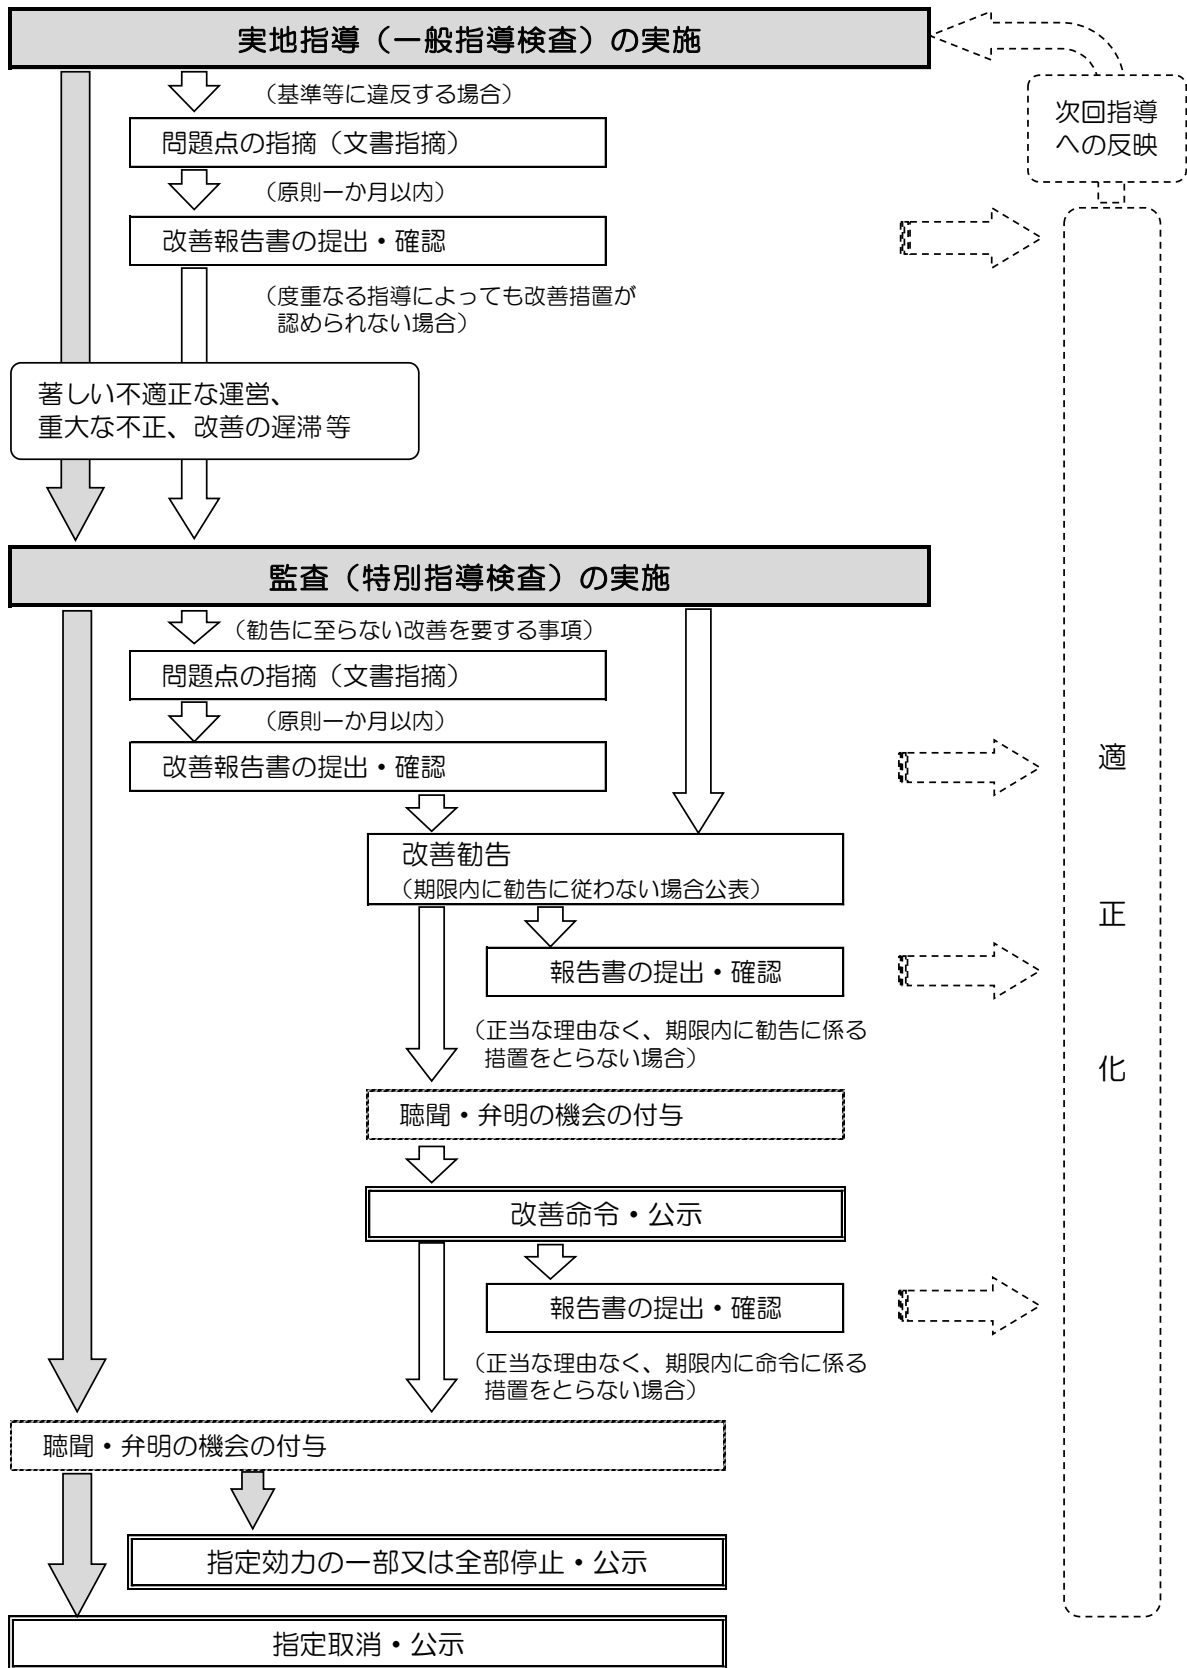 実地指導（一般指導検査）の実施
（基準等に違反する場合）
次回指導
への反映
問題点の指摘（文書指摘）
（原則一か月以内）
改善報告書の提出・確認
（度重なる指導によっても改善措置が
認められない場合）
著しい不適正な運営、
重大な不正、改善の遅滞等
監査（特別指導検査）の実施
（勧告に至らない改善を要する事項）
問題点の指摘（文書指摘）
（原則一か月以内）
改善報告書の提出・確認
改善勧告
（期限内に勧告に従わない場合公表）
報告書の提出・確認
（正当な理由なく、期限内に勧告に係る
措置をとらない場合）
聴聞・弁明の機会の付与
改善命令・公示
報告書の提出・確認
（正当な理由なく、期限内に命令に係る
措置をとらない場合）
聴聞・弁明の機会の付与
指定効力の一部又は全部停止・公示
指定取消・公示
適
正
化